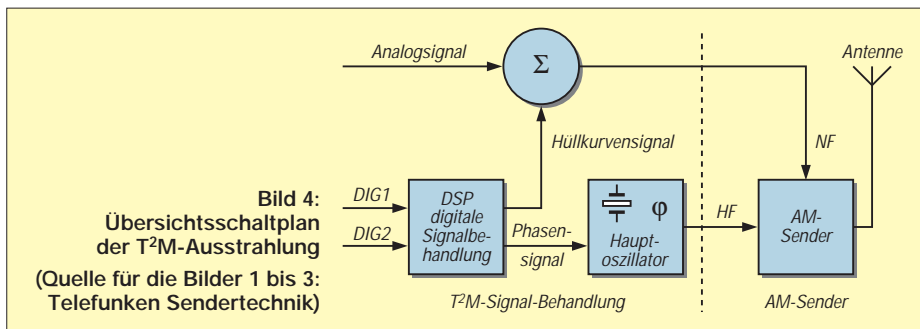 Analogsignal
Σ
Antenne
Hüllkurvensignal
NF
Bild 4:
Übersichtsschaltplan
der T²M-Ausstrahlung
(Quelle für die Bilder 1 bis 3:
Telefunken Sendertechnik)
DIG1
DIG2
DSP
digitale
Signalbe-
handlung
Phasen-
signal
φ
Haupt-
oszillator
HF
AM-
Sender
T²M-Signal-Behandlung
AM-Sender